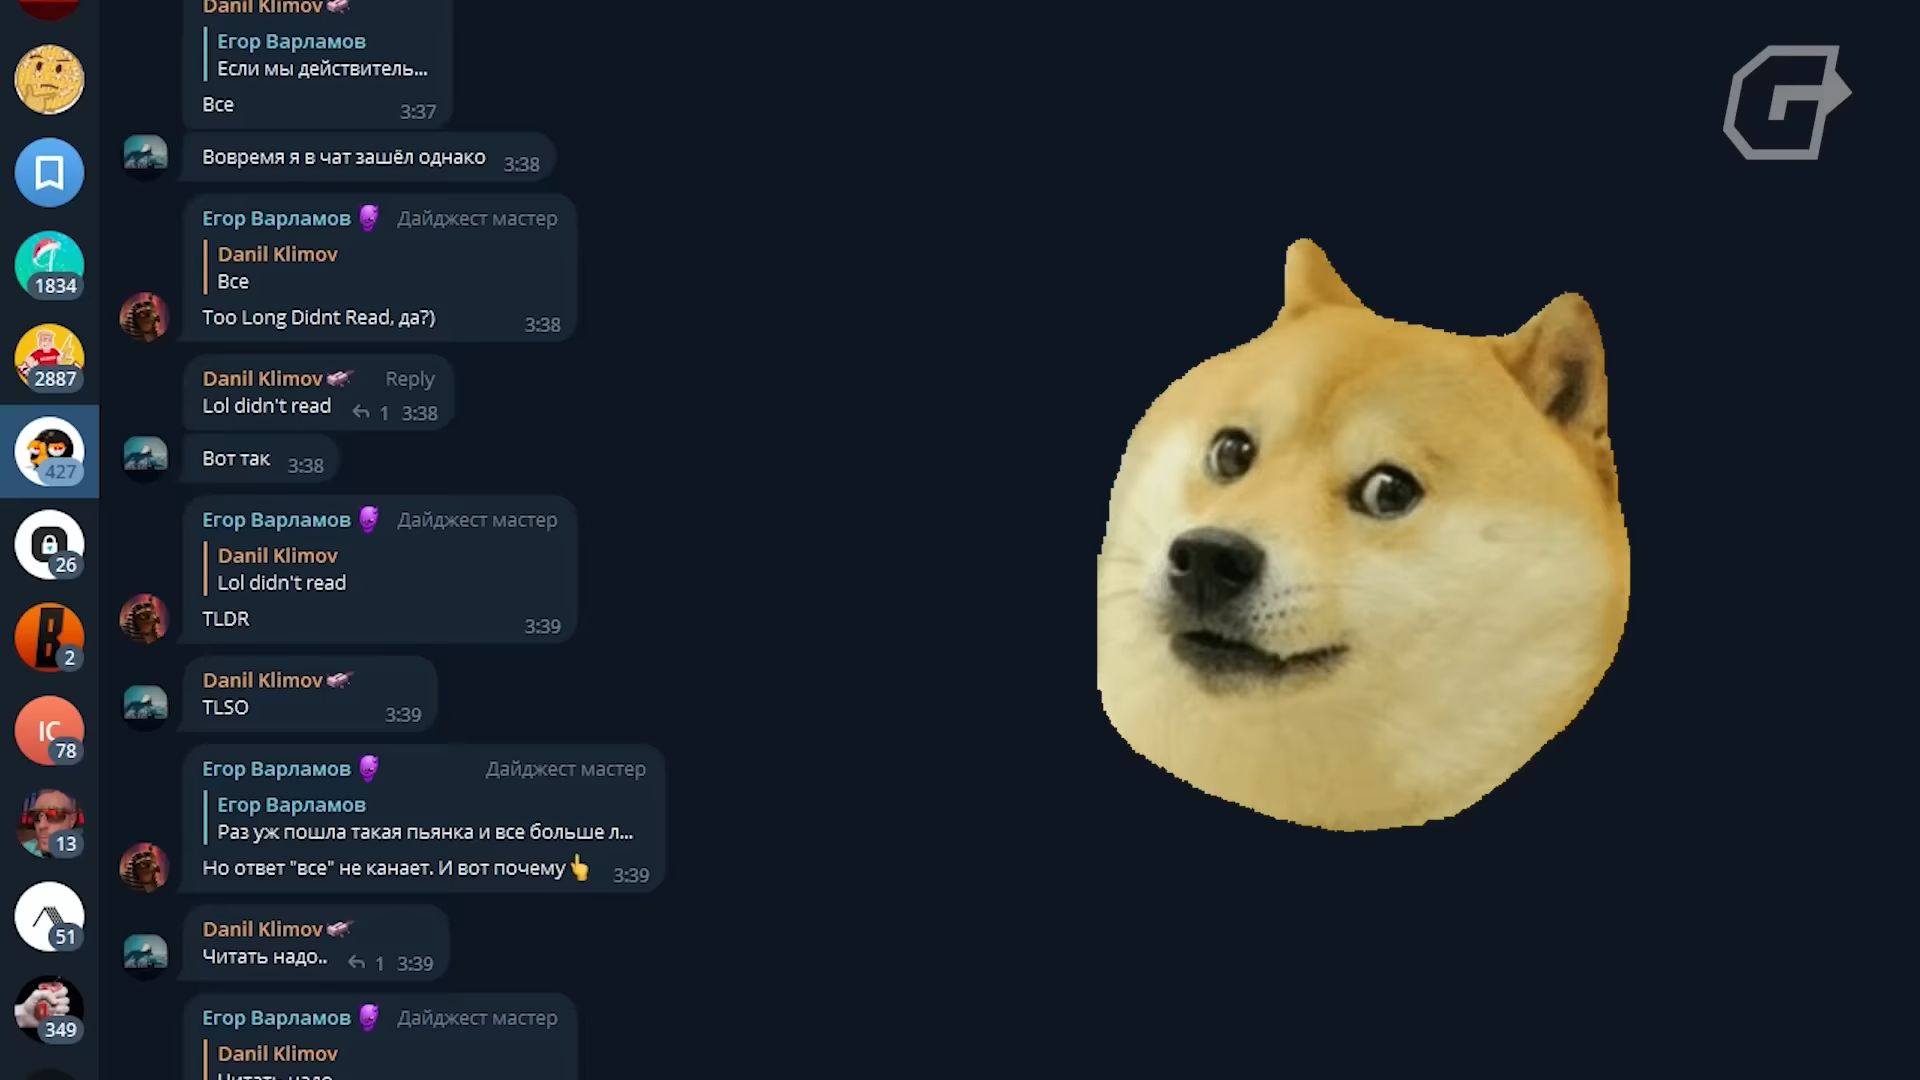 Danil Klimov
Егор Варламов
Если мы действитель...
Все
3:37
Вовремя я в чат зашёл однако 3:38
Егор Варламов Дайджест мастер
Danil Klimov
Все
Too Long Didnt Read, да?)
3:38
Danil Klimov Reply
Lol didn't read 1 3:38
Вот так 3:38
Егор Варламов Дайджест мастер
Danil Klimov
Lol didn't read
TLDR
3:39
Danil Klimov
TLSO
3:39
Егор Варламов Дайджест мастер
Егор Варламов
Раз уж пошла такая пьянка и все больше л...
Но ответ "все" не канает. И вот почему👆 3:39
Danil Klimov
Читать надо.. 1 3:39
Егор Варламов Дайджест мастер
Danil Klimov
1834
2887
427
26
B
2
IC
78
13
51
349
G